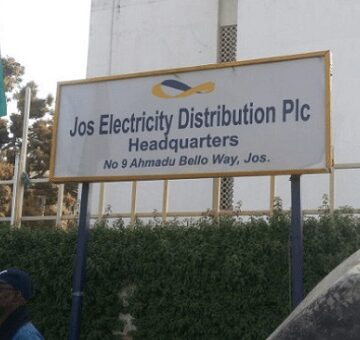 Jos Electricity Distribution Plc
Headquarters
No 9 Ahmadu Bello Way, Jos.